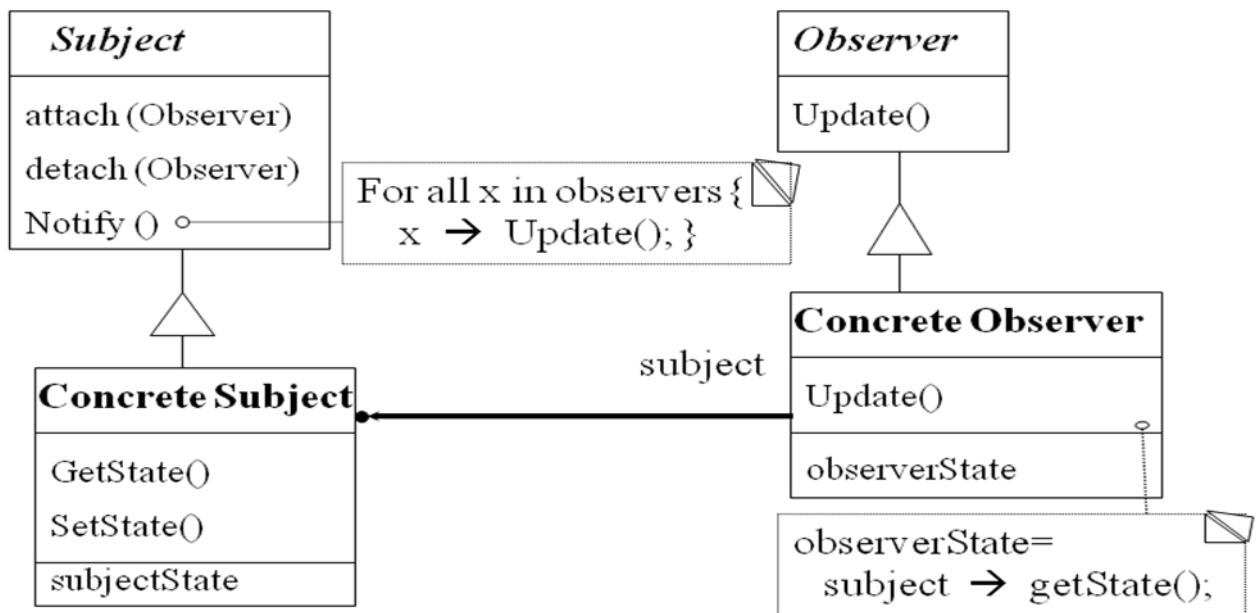 Subject
attach (Observer)
detach (Observer)
Notify ()
For all x in observers {
x → Update(); }
Observer
Update()
Concrete Subject
GetState()
SetState()
subjectState
subject
Concrete Observer
Update()
observerState
observerState=
subject → getState();